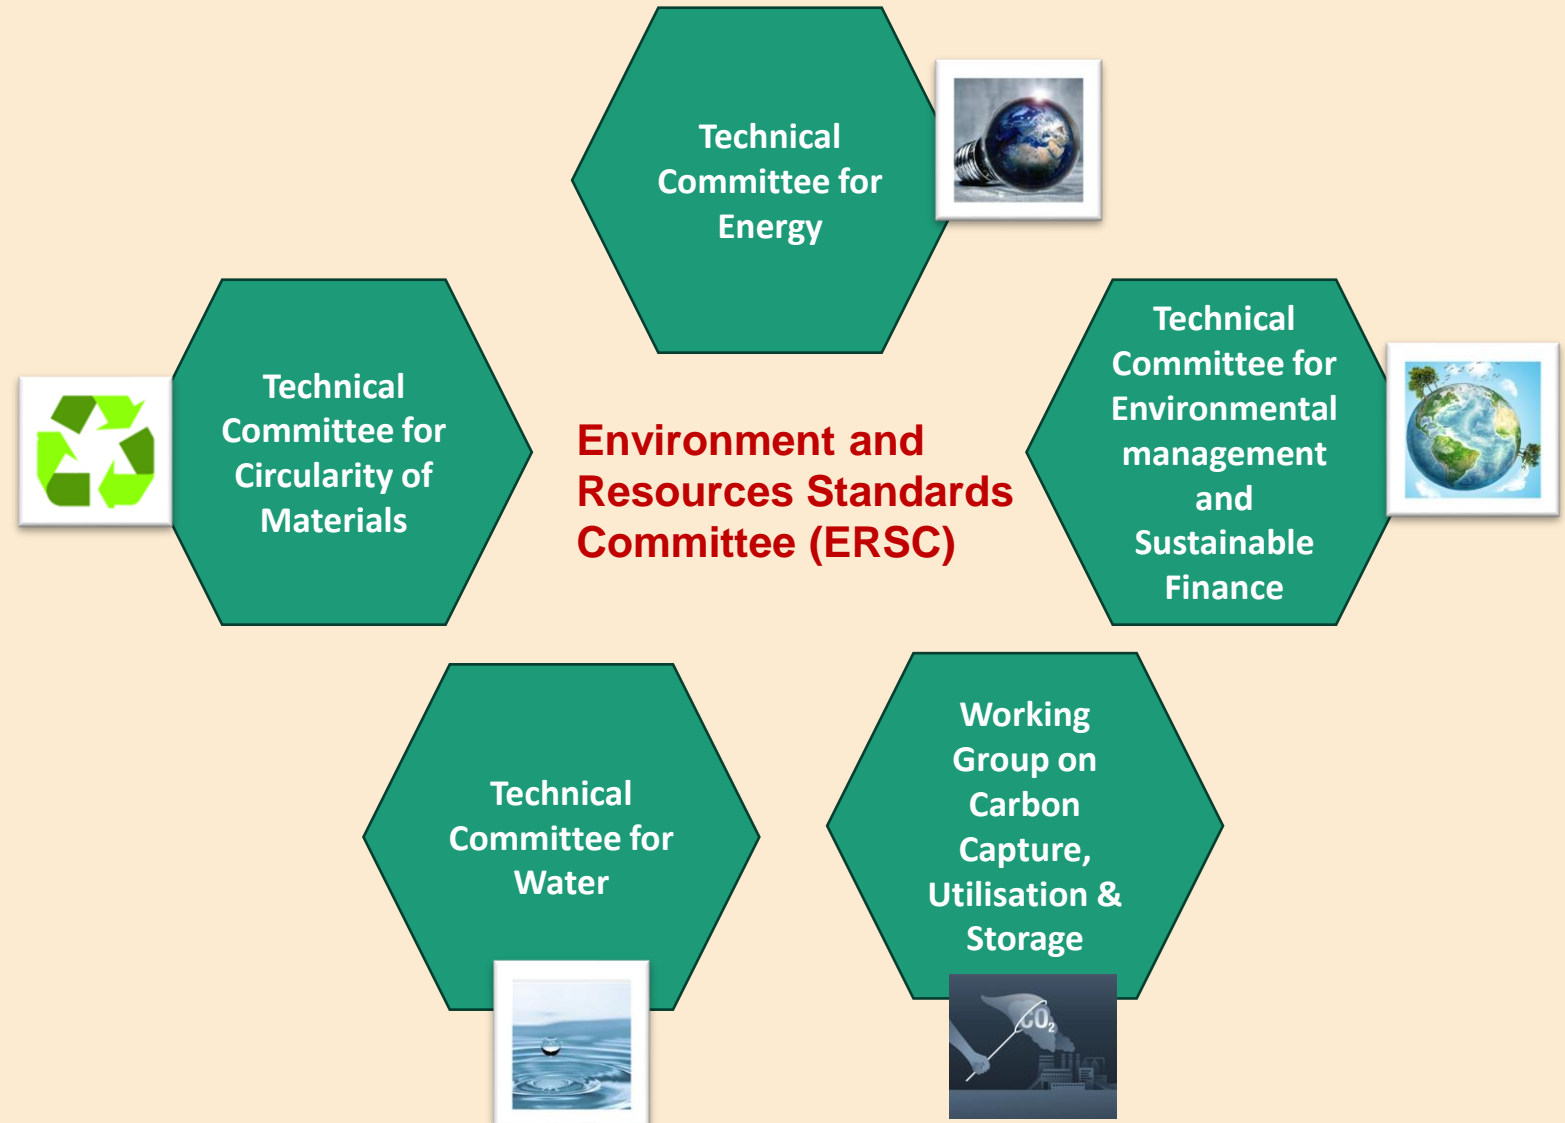 Technical
Committee for
Energy
Technical
Committee for
Circularity of
Materials
Environment and
Resources Standards
Committee (ERSC)
Technical
Committee for
Environmental
management
and
Sustainable
Finance
Technical
Committee for
Water
Working
Group on
Carbon
Capture,
Utilisation &
Storage
CO₂